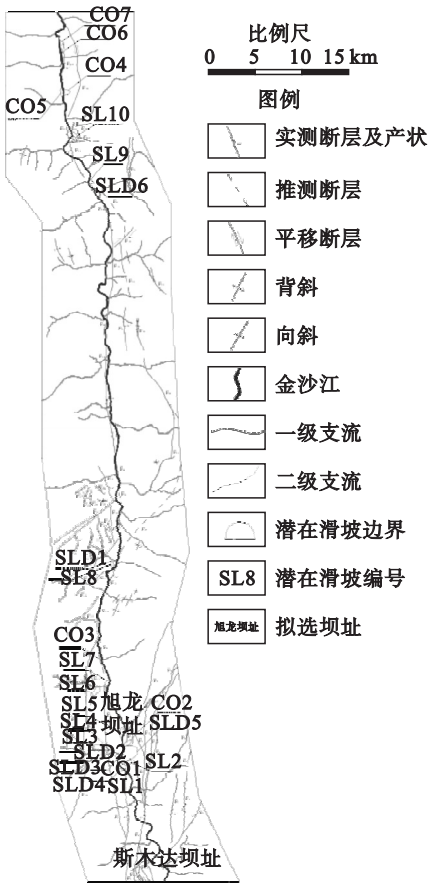 CO7
CO6
CO4
CO5
SL10
SL9
SLD6
SLD1
SL8
CO3
SL7
SL6
SL5
SL4
SL3
SLD2
SLD3
SLD4
CO1
SL1
旭龙
坝址
CO2
SLD5
SL2
斯木达坝址
比例尺
0 5 10 15 km
图例
实测断层及产状
推测断层
平移断层
背斜
向斜
金沙江
一级支流
二级支流
潜在滑坡边界
SL8 潜在滑坡编号
旭龙坝址 拟选坝址